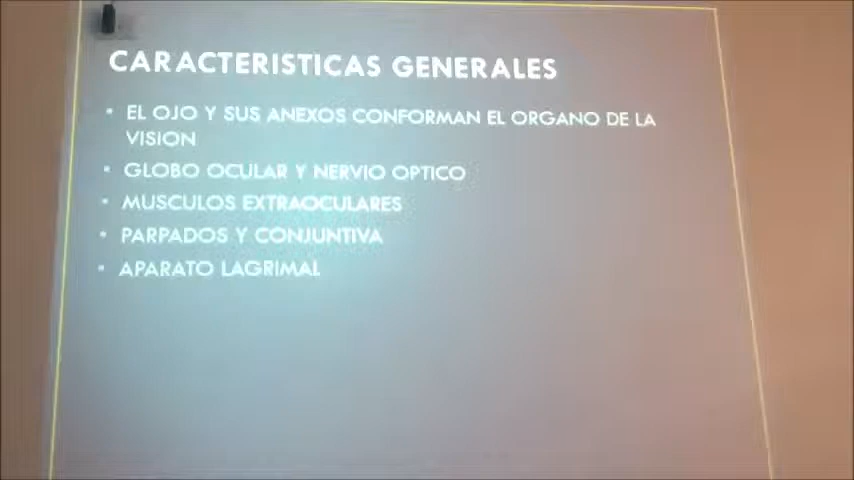 CARACTERISTICAS GENERALES
• EL OJO Y SUS ANEXOS CONFORMAN EL ORGANO DE LA
VISION
• GLOBO OCULAR Y NERVIO OPTICO
• MUSCULOS EXTRAOCULARES
• PARPADOS Y CONJUNTIVA
• APARATO LAGRIMAL